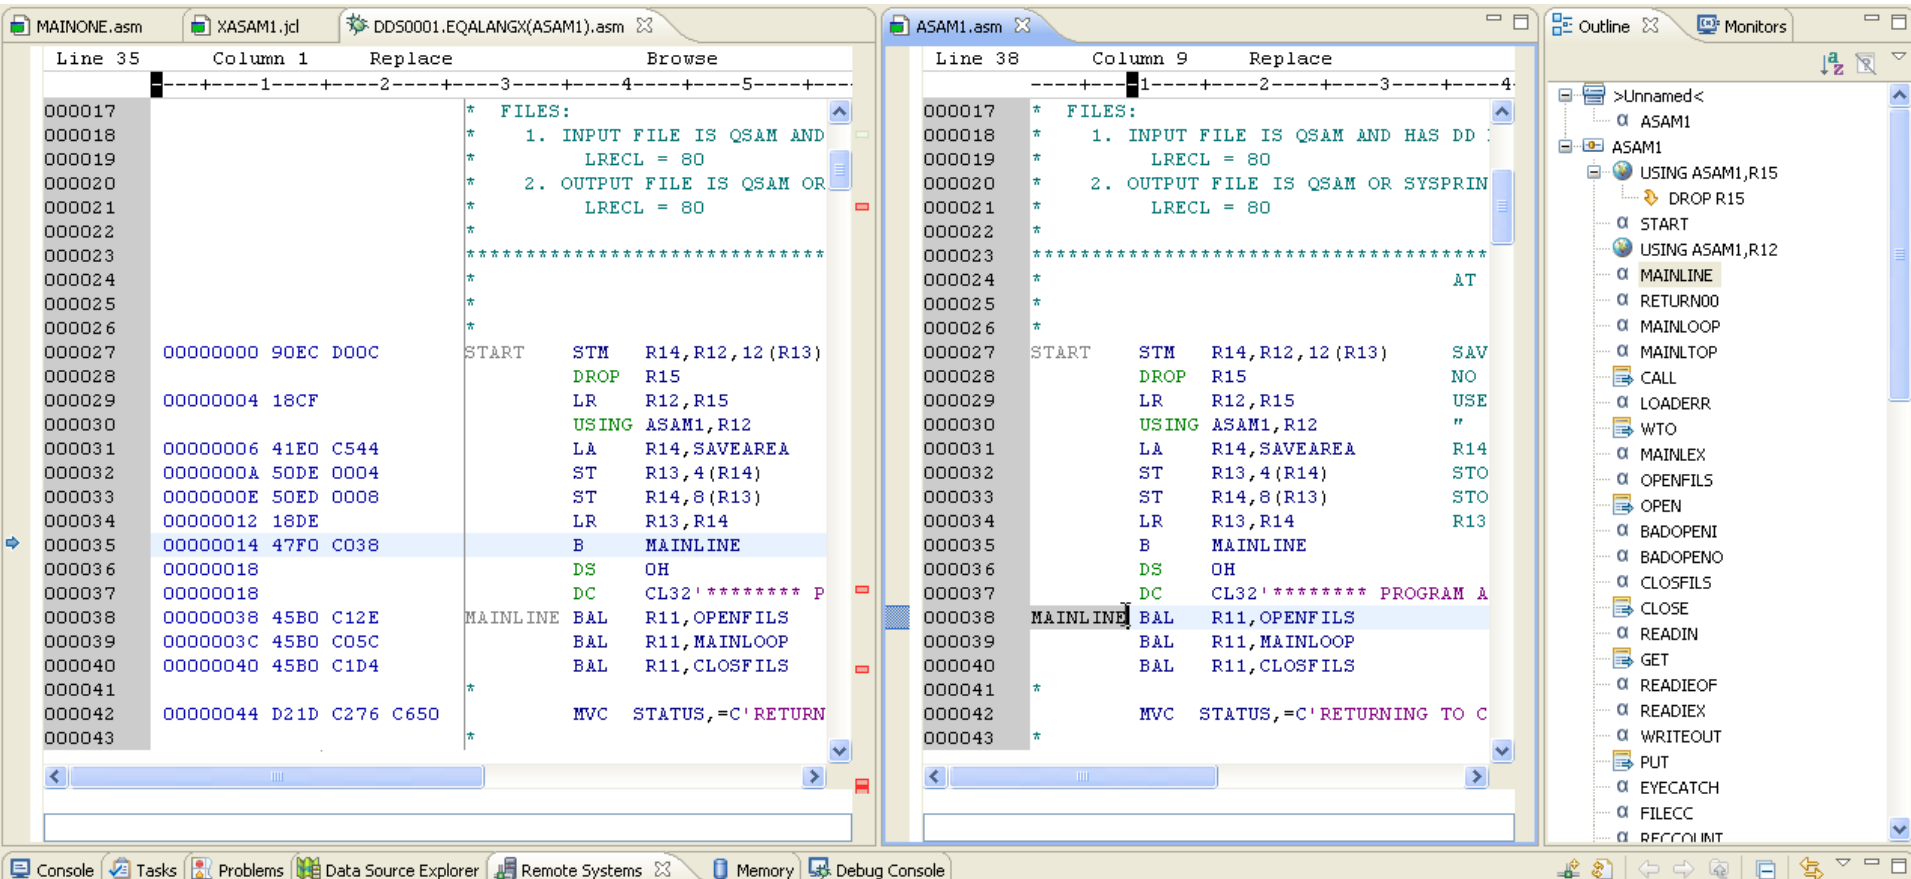 MAINONE.asm XASAM1.jcl DDS0001.EQALANGX(ASAM1).asm
Line 35 Column 1 Replace Browse
----+----1----+----2----+----3----+----4----+----5----+----
000017 * FILES:
000018 * 1. INPUT FILE IS QSAM AND
000019 * LRECL = 80
000020 * 2. OUTPUT FILE IS QSAM OR
000021 * LRECL = 80
000022 *
000023 ******************************
000024 *
000025 *
000026 *
000027 00000000 90EC D00C START STM R14,R12,12(R13)
000028 DROP R15
000029 00000004 18CF LR R12,R15
000030 USING ASAM1,R12
000031 00000006 41E0 C544 LA R14,SAVEAREA
000032 0000000A 50DE 0004 ST R13,4(R14)
000033 0000000E 50ED 0008 ST R14,8(R13)
000034 00000012 18DE LR R13,R14
000035 00000014 47F0 C038 B MAINLINE
000036 00000018 DS 0H
000037 00000018 DC CL32'******** P
000038 00000038 45B0 C12E MAINLINE BAL R11,OPENFILS
000039 0000003C 45B0 C05C BAL R11,MAINLOOP
000040 00000040 45B0 C1D4 BAL R11,CLOSFILS
000041 *
000042 00000044 D21D C276 C650 MVC STATUS,=C'RETURN
000043 *
ASAM1.asm
Line 38 Column 9 Replace
----+----1----+----2----+----3----+----4-
000017 * FILES:
000018 * 1. INPUT FILE IS QSAM AND HAS DD
000019 * LRECL = 80
000020 * 2. OUTPUT FILE IS QSAM OR SYSPRIN
000021 * LRECL = 80
000022 *
000023 **************************************
000024 * AT
000025 *
000026 *
000027 START STM R14,R12,12(R13) SAV
000028 DROP R15 NO
000029 LR R12,R15 USE
000030 USING ASAM1,R12 "
000031 LA R14,SAVEAREA R14
000032 ST R13,4(R14) STO
000033 ST R14,8(R13) STO
000034 LR R13,R14 R13
000035 B MAINLINE
000036 DS 0H
000037 DC CL32'******** PROGRAM A
000038 MAINLINE BAL R11,OPENFILS
000039 BAL R11,MAINLOOP
000040 BAL R11,CLOSFILS
000041 *
000042 MVC STATUS,=C'RETURNING TO C
000043 *
Outline Monitors
>Unnamed<
ASAM1
ASAM1
USING ASAM1,R15
DROP R15
START
USING ASAM1,R12
MAINLINE
RETURN00
MAINLOOP
MAINLTOP
CALL
LOADERR
WTO
MAINLEX
OPENFILS
OPEN
BADOPENI
BADOPENO
CLOSFILS
CLOSE
READIN
GET
READIEOF
READIEX
WRITEOUT
PUT
EYECATCH
FILECC
RECCOUNT
Console Tasks Problems Data Source Explorer Remote Systems Memory Debug Console